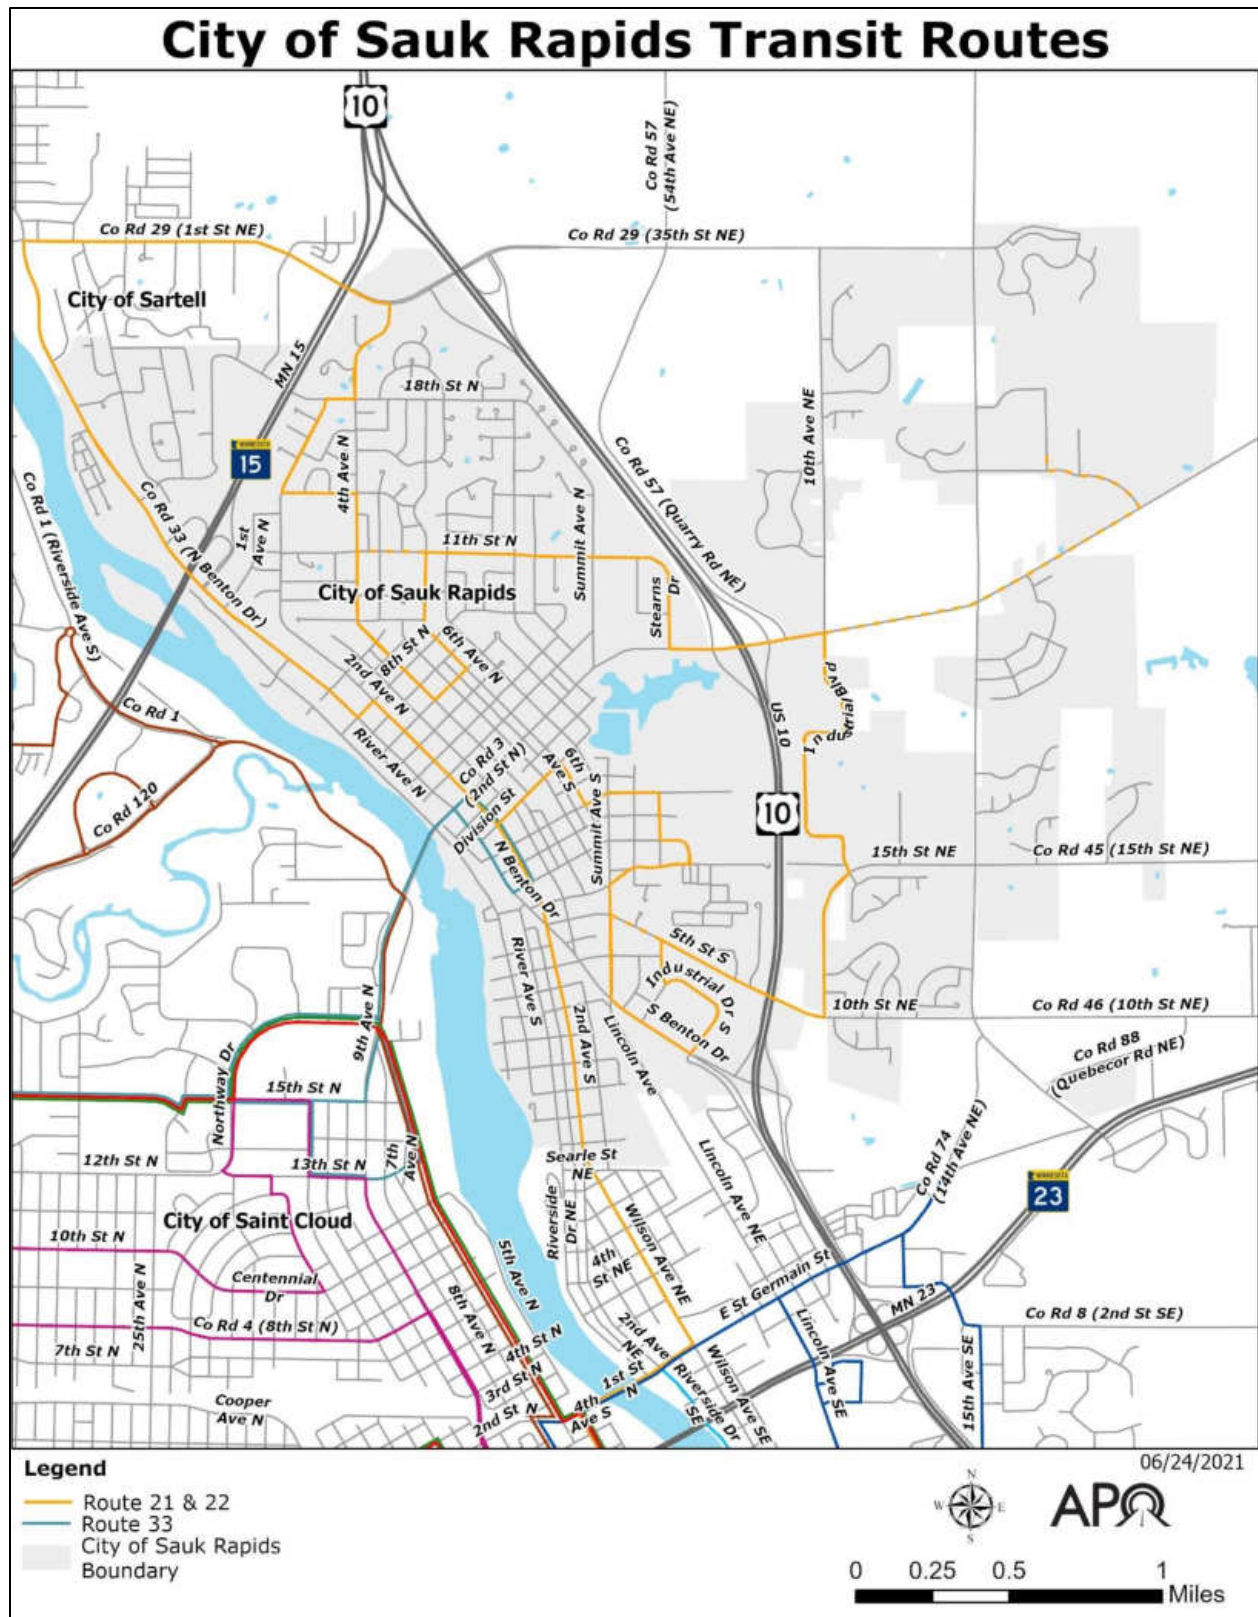 City of Sauk Rapids Transit Routes
10
Co Rd 57
(54th Ave NE)
Co Rd 29 (1st St NE)
Co Rd 29 (35th St NE)
City of Sartell
MN 15
18th St N
10th Ave NE
4th Ave N
MINNESOTA
15
Co Rd 57 (Quarry Rd NE)
Co Rd 1 (Riverside Ave S)
Co Rd 33 (N Benton Dr)
1st
Ave N
11th St N
Summit Ave N
City of Sauk Rapids
Stearns
Dr
8th St N
6th Ave N
2nd Ave N
Industrial Blvd
Co Rd 1
US 10
River Ave N
Co Rd 3
(2nd St N)
6th
Ave S
Co Rd 120
Division St
Summit Ave S
10
N Benton Dr
15th St NE
Co Rd 45 (15th St NE)
5th St S
River Ave S
Industrial Dr S
9th Ave N
2nd Ave S
Lincoln Ave
S Benton Dr
10th St NE
Co Rd 46 (10th St NE)
Co Rd 88
(Quebecor Rd NE)
Northway Dr
15th St N
Co Rd 74
(14th Ave NE)
12th St N
13th St N
7th
Ave N
Searle St
NE
Lincoln Ave NE
MINNESOTA
23
City of Saint Cloud
Riverside
Dr NE
Wilson Ave NE
10th St N
5th Ave N
4th
St NE
E St Germain St
25th Ave N
Centennial
Dr
8th Ave N
MN 23
Co Rd 4 (8th St N)
Co Rd 8 (2nd St SE)
7th St N
4th St N
2nd Ave
NE
Lincoln Ave SE
3rd St N
1st St
N
Riverside Dr
SE
Wilson Ave SE
15th Ave SE
Cooper
Ave N
2nd St N
4th
Ave S
Legend
06/24/2021
Route 21 & 22
Route 33
City of Sauk Rapids
Boundary
N
W E
S
APO
0 0.25 0.5 1
Miles